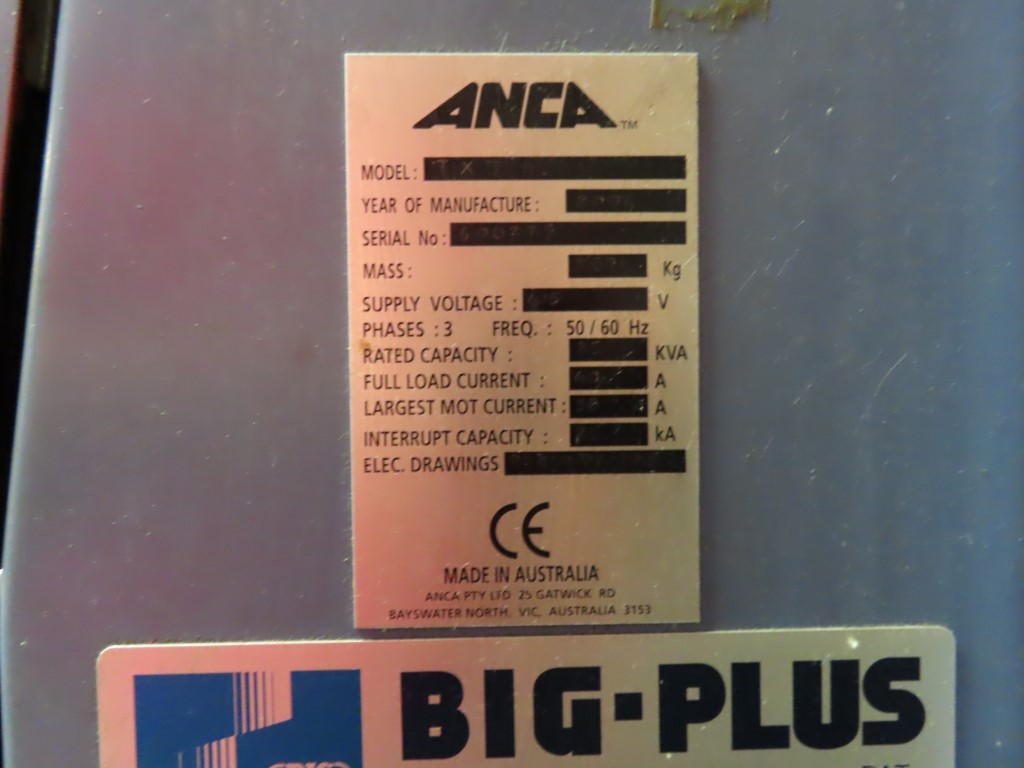 ANCA™
MODEL:
YEAR OF MANUFACTURE:
SERIAL No:
MASS: Kg
SUPPLY VOLTAGE : V
PHASES : 3 FREQ. : 50 / 60 Hz
RATED CAPACITY : KVA
FULL LOAD CURRENT : A
LARGEST MOT CURRENT : A
INTERRUPT CAPACITY : kA
ELEC. DRAWINGS
CE
MADE IN AUSTRALIA
ANCA PTY LTD 25 GATWICK RD
BAYSWATER NORTH, VIC, AUSTRALIA 3153
BIG-PLUS